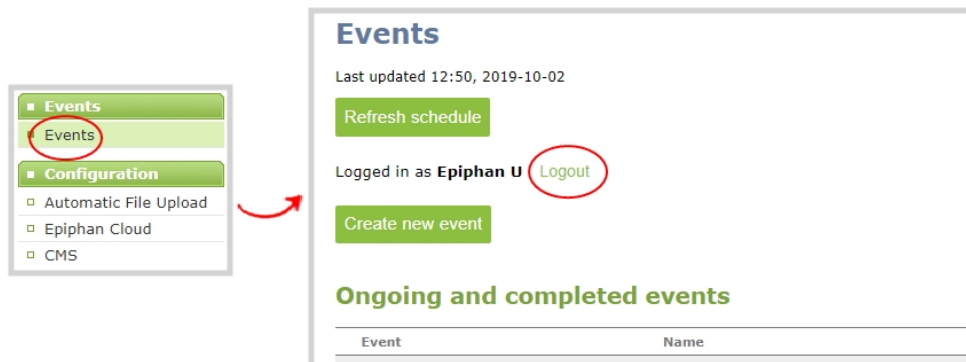 Events
Events
Configuration
Automatic File Upload
Epiphan Cloud
CMS
Events
Last updated 12:50, 2019-10-02
Refresh schedule
Logged in as Epiphan U Logout
Create new event
Ongoing and completed events
Event Name